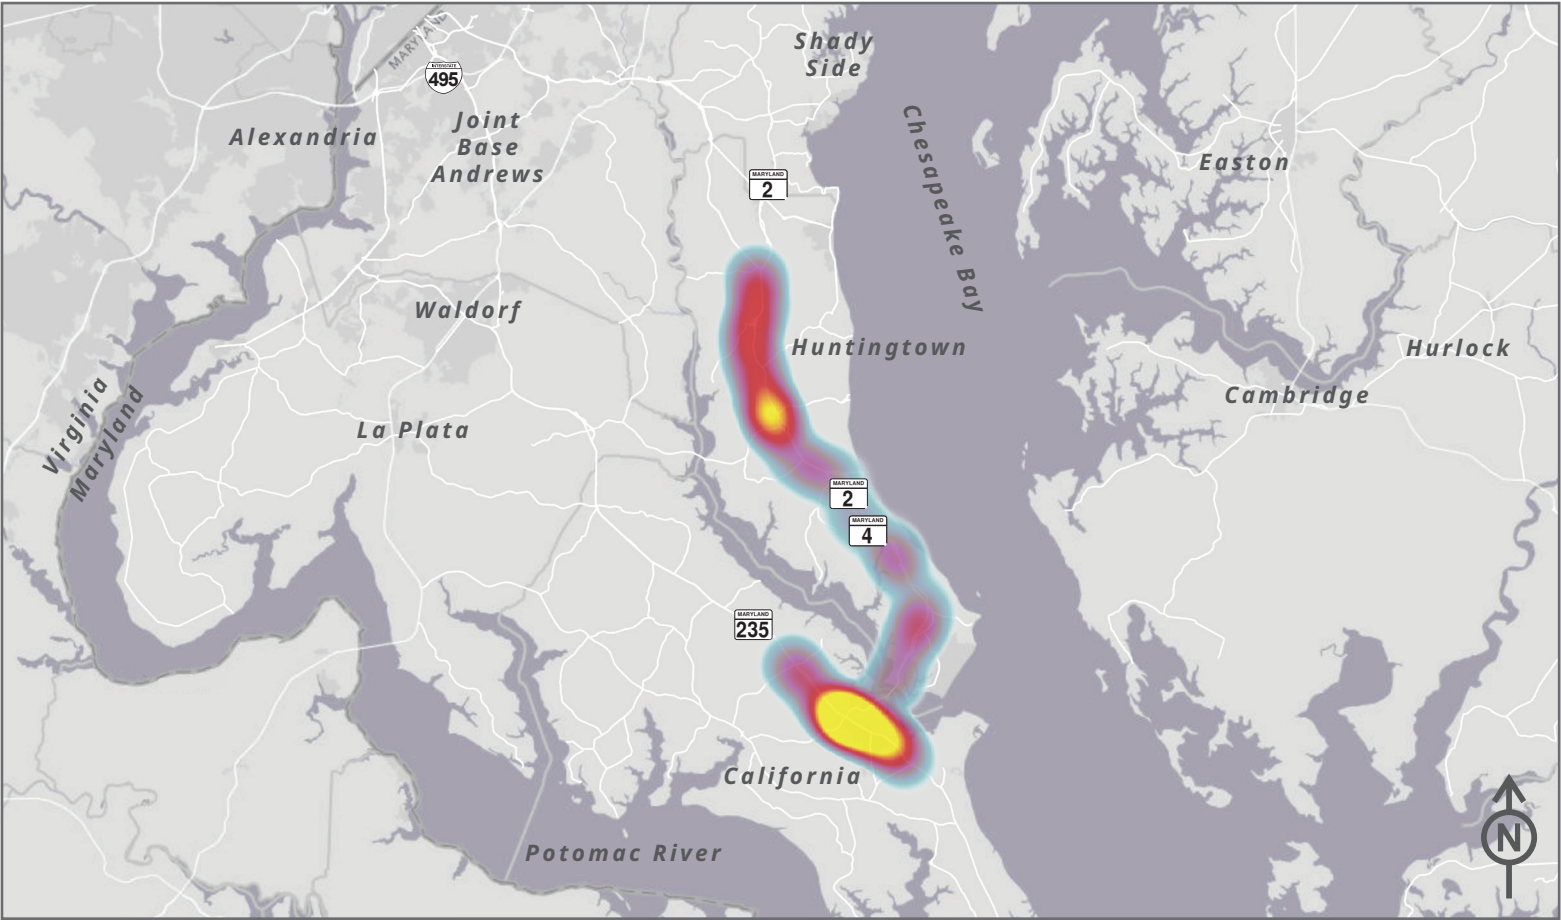 Shady
Side
MARYLAND
INTERSTATE
495
Alexandria
Joint
Base
Andrews
Chesapeake Bay
Easton
MARYLAND
2
Waldorf
Huntingtown
Hurlock
Cambridge
Virginia
Maryland
La Plata
MARYLAND
2
MARYLAND
4
MARYLAND
235
California
Potomac River
N